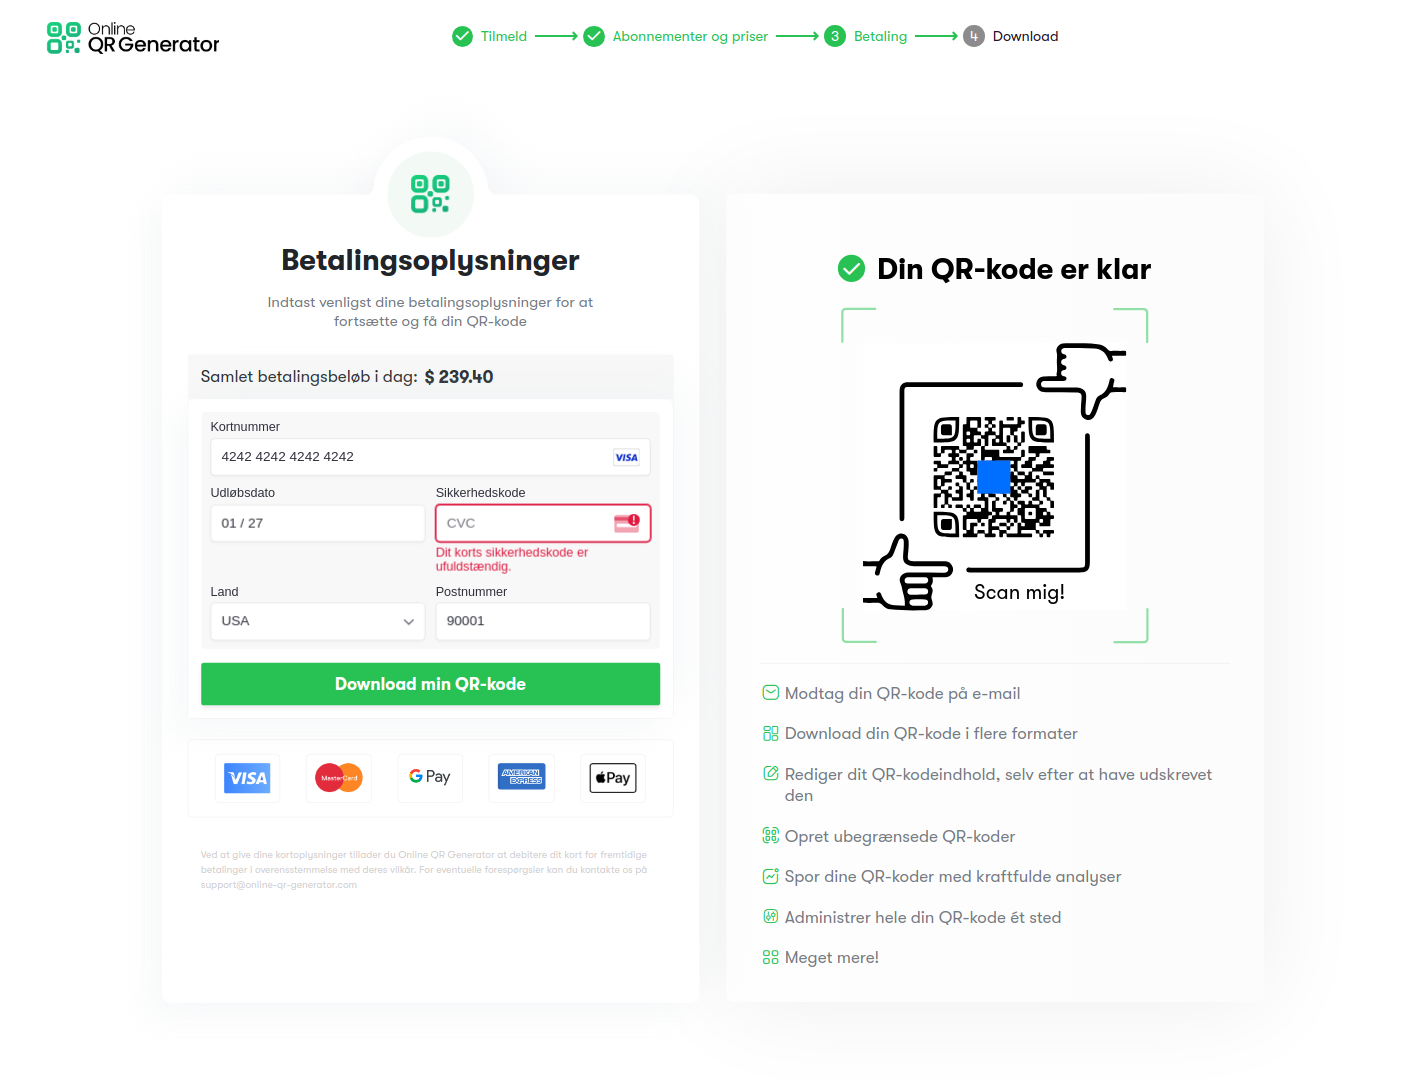 Online
QR Generator
Tilmeld
Abonnementer og priser
3
Betaling
4
Download
Betalingsoplysninger
Indtast venligst dine betalingsoplysninger for at
fortsætte og få din QR-kode
Samlet betalingsbeløb i dag: $ 239.40
Kortnummer
4242 4242 4242 4242
VISA
Udløbsdato
Sikkerhedskode
01 / 27
CVC
Dit korts sikkerhedskode er
ufuldstændig.
Land
Postnummer
USA
90001
Download min QR-kode
VISA
MasterCard
G Pay
AMERICAN
EXPRESS
Pay
Ved at give dine kortoplysninger tillader du Online QR Generator at debitere dit kort for fremtidige
betalinger i overensstemmelse med deres vilkår. For eventuelle forespørgsler kan du kontakte os på
support@online-qr-generator.com
Din QR-kode er klar
Scan mig!
Modtag din QR-kode på e-mail
Download din QR-kode i flere formater
Rediger dit QR-kodeindhold, selv efter at have udskrevet
den
Opret ubegrænsede QR-koder
Spor dine QR-koder med kraftfulde analyser
Administrer hele din QR-kode ét sted
Meget mere!